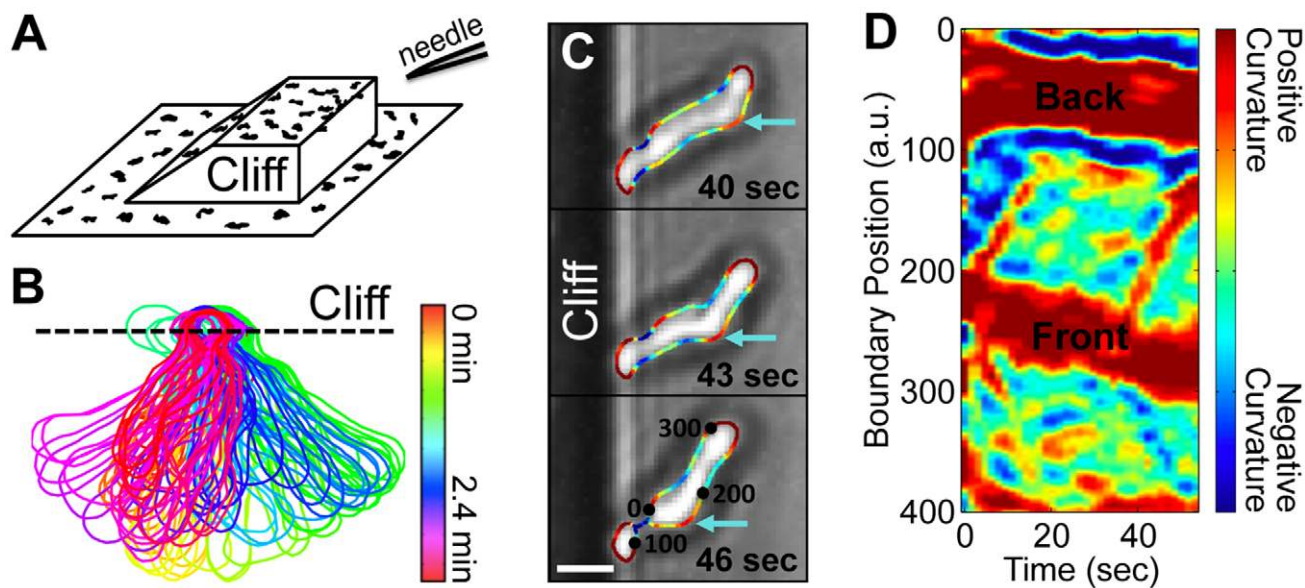 A
needle
Cliff
B
Cliff
0 min
2.4 min
C
Cliff
40 sec
43 sec
300
0
200
100
46 sec
D
0
100
200
300
400
Boundary Position (a.u.)
Back
Front
0
20
40
Time (sec)
Positive
Curvature
Negative
Curvature